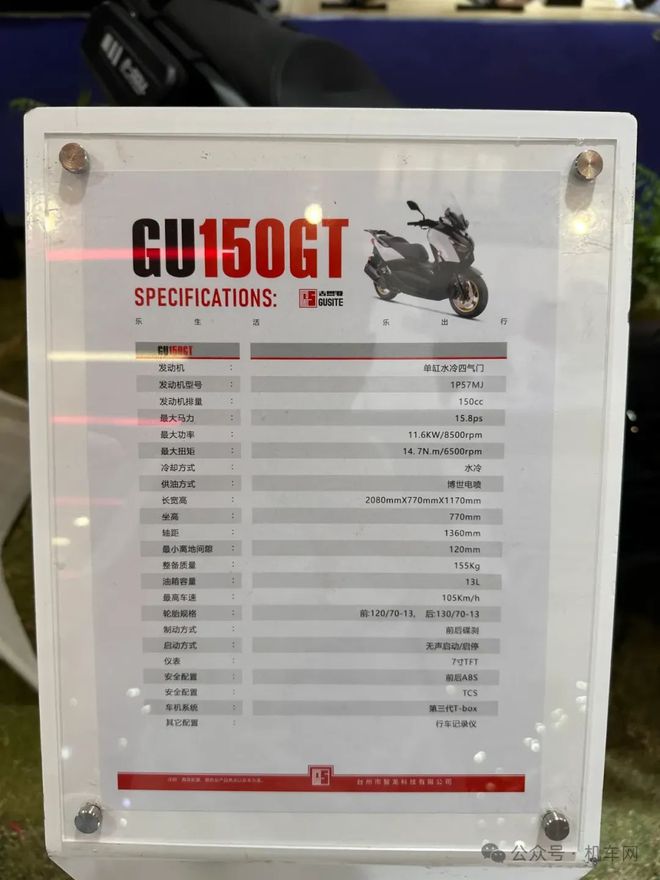 GU150GT
SPECIFICATIONS:
GUSITE
乐 生 活 乐 出 行
GU150GT
发动机 : 单缸水冷四气门
发动机型号 : 1P57MJ
发动机排量 : 150cc
最大马力 : 15.8ps
最大功率 : 11.6KW/8500rpm
最大扭矩 : 14.7N.m/6500rpm
冷却方式 : 水冷
供油方式 : 博世电喷
长宽高 : 2080mmX770mmX1170mm
坐高 : 770mm
轴距 : 1360mm
最小离地间隙 : 120mm
整备质量 : 155Kg
油箱容量 : 13L
最高车速 : 105Km/h
轮胎规格 : 前:120/70-13, 后:130/70-13
制动方式 : 前后碟刹
启动方式 : 无声启动/启停
仪表 : 7寸TFT
安全配置 : 前后ABS
安全配置 : TCS
车机系统 : 第三代T-box
其它配置 : 行车记录仪
台州市智龙科技有限公司
公众号·机车网